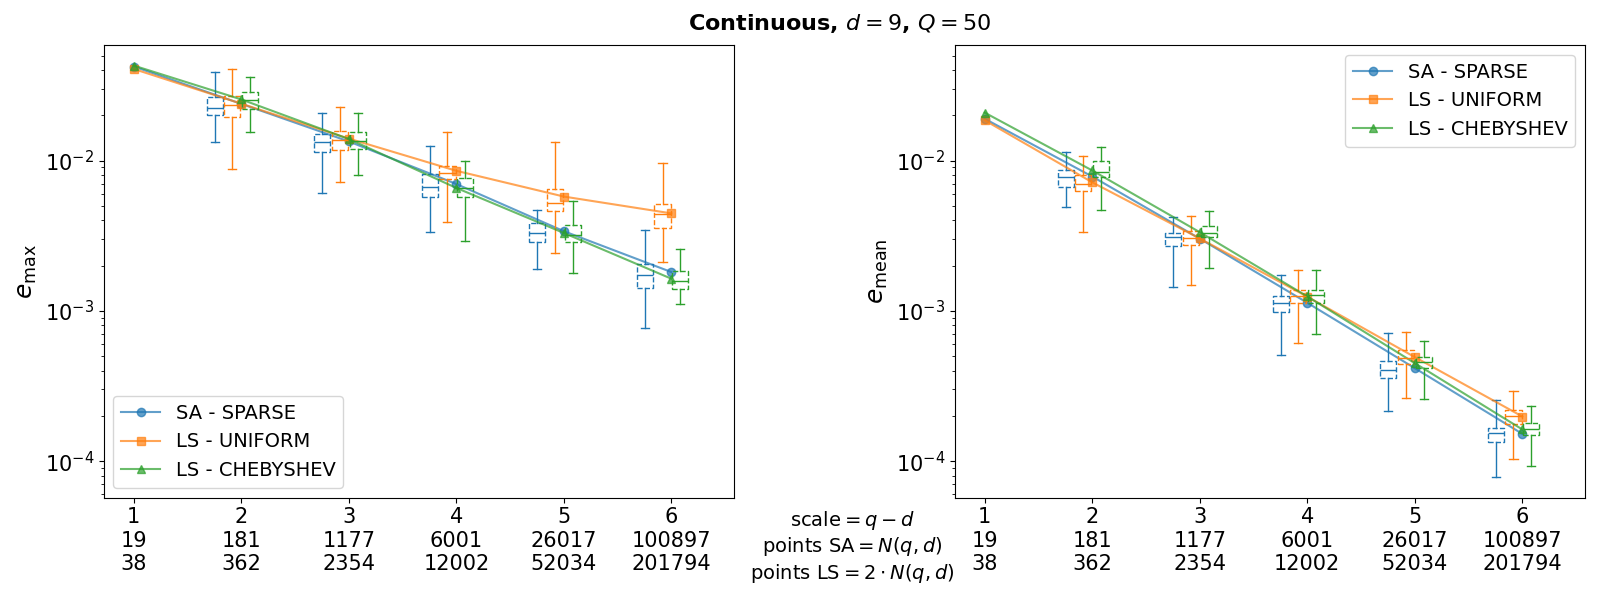 Continuous, d = 9, Q = 50
10⁻²
10⁻³
10⁻⁴
e_max
SA - SPARSE
LS - UNIFORM
LS - CHEBYSHEV
1 2 3 4 5 6
19 181 1177 6001 26017 100897
38 362 2354 12002 52034 201794
scale = q − d
points SA = N(q, d)
points LS = 2 · N(q, d)
10⁻²
10⁻³
10⁻⁴
e_mean
SA - SPARSE
LS - UNIFORM
LS - CHEBYSHEV
1 2 3 4 5 6
19 181 1177 6001 26017 100897
38 362 2354 12002 52034 201794